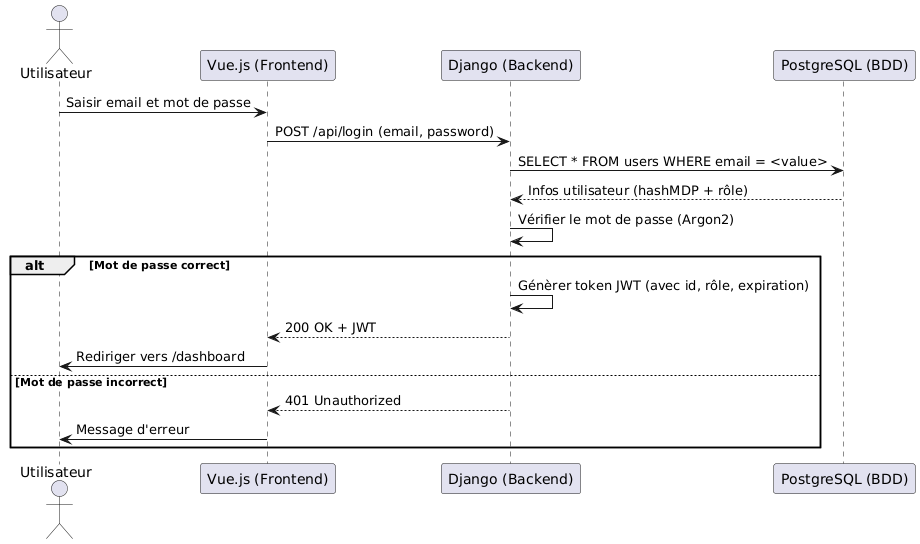 Utilisateur
Vue.js (Frontend)
Django (Backend)
PostgreSQL (BDD)
Saisir email et mot de passe
POST /api/login (email, password)
SELECT * FROM users WHERE email = <value>
Infos utilisateur (hashMDP + rôle)
Vérifier le mot de passe (Argon2)
alt
[Mot de passe correct]
Génèrer token JWT (avec id, rôle, expiration)
200 OK + JWT
Rediriger vers /dashboard
[Mot de passe incorrect]
401 Unauthorized
Message d'erreur
Utilisateur
Vue.js (Frontend)
Django (Backend)
PostgreSQL (BDD)